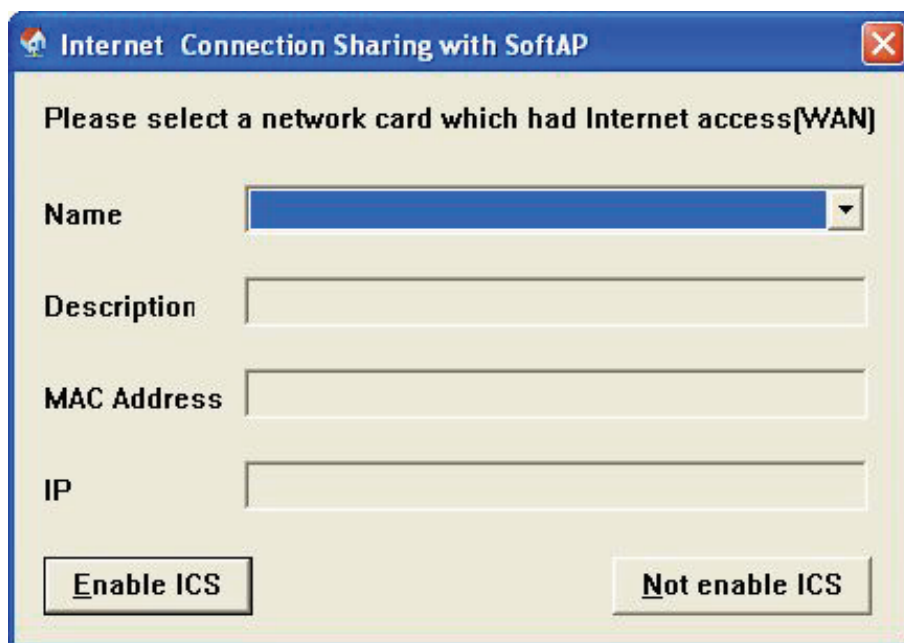 Internet Connection Sharing with SoftAP
Please select a network card which had Internet access(WAN)
Name
Description
MAC Address
IP
Enable ICS
Not enable ICS